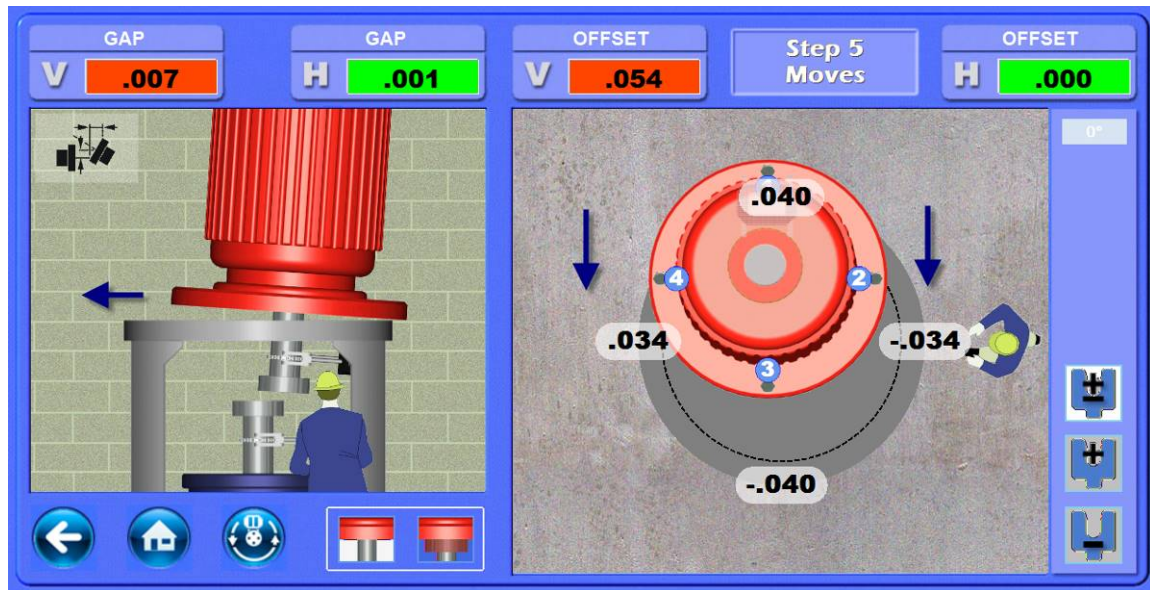 GAP
V .007
GAP
H .001
OFFSET
V .054
Step 5
Moves
OFFSET
H .000
0°
.040
4
2
.034
-.034
3
-.040